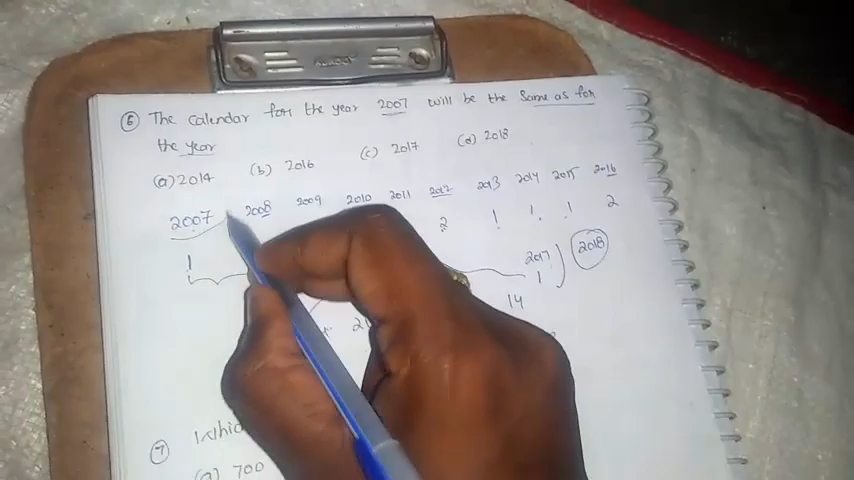 ⑥ The calendar for the year 2007 will be the same as for
the year
(a) 2014 (b) 2016 (c) 2017 (d) 2018
2007 2008 2009 2010 2011 2012 2013 2014 2015 2016
1 2 1 1 1 2
2017 2018
1
14
⑦
(a) 700